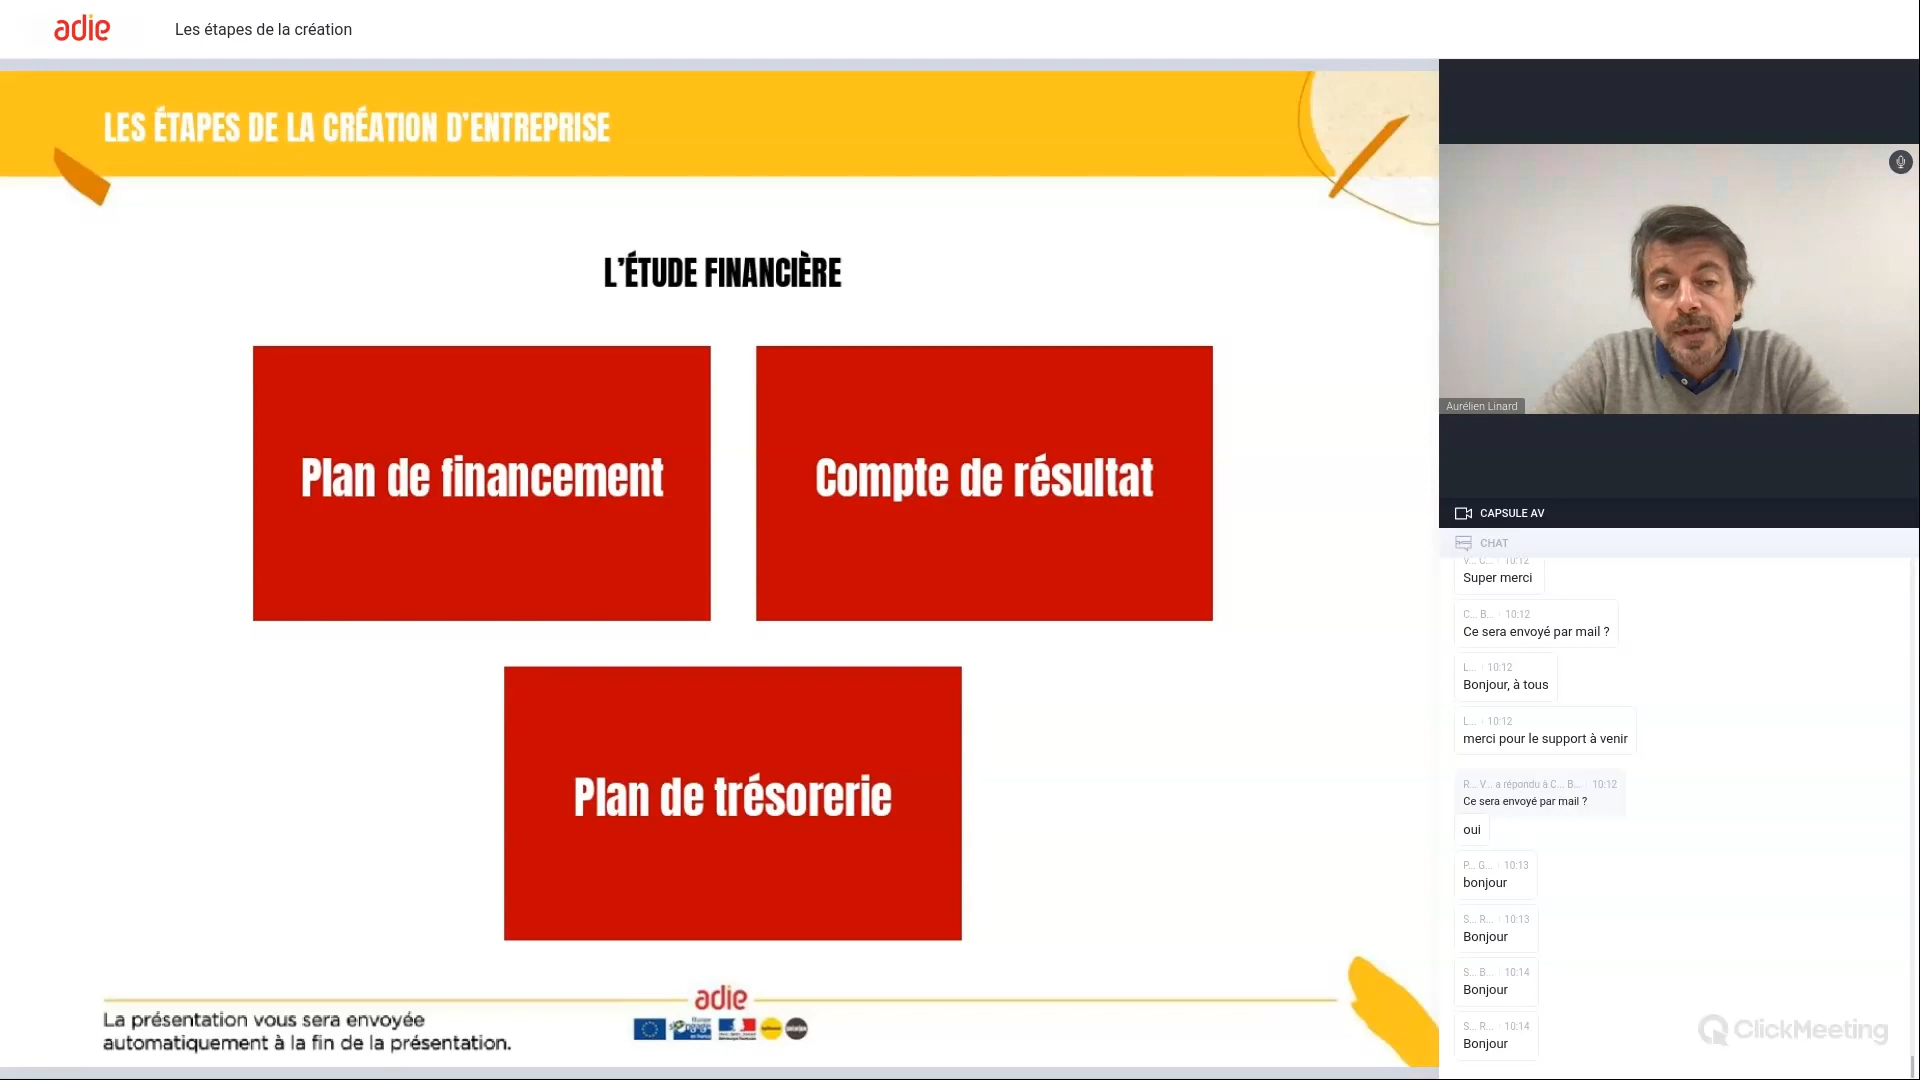 adie
Les étapes de la création
LES ÉTAPES DE LA CRÉATION D'ENTREPRISE
L'ÉTUDE FINANCIÈRE
Plan de financement
Compte de résultat
Plan de trésorerie
adie
La présentation vous sera envoyée
automatiquement à la fin de la présentation.
Aurélien Linard
CAPSULE AV
CHAT
V... C... 10:12
Super merci
C... B... 10:12
Ce sera envoyé par mail ?
L... 10:12
Bonjour, à tous
L... 10:12
merci pour le support à venir
R... V... a répondu à C... B... 10:12
Ce sera envoyé par mail ?
oui
P... G... 10:13
bonjour
S... R... 10:13
Bonjour
S... B... 10:14
Bonjour
S... R... 10:14
Bonjour
ClickMeeting